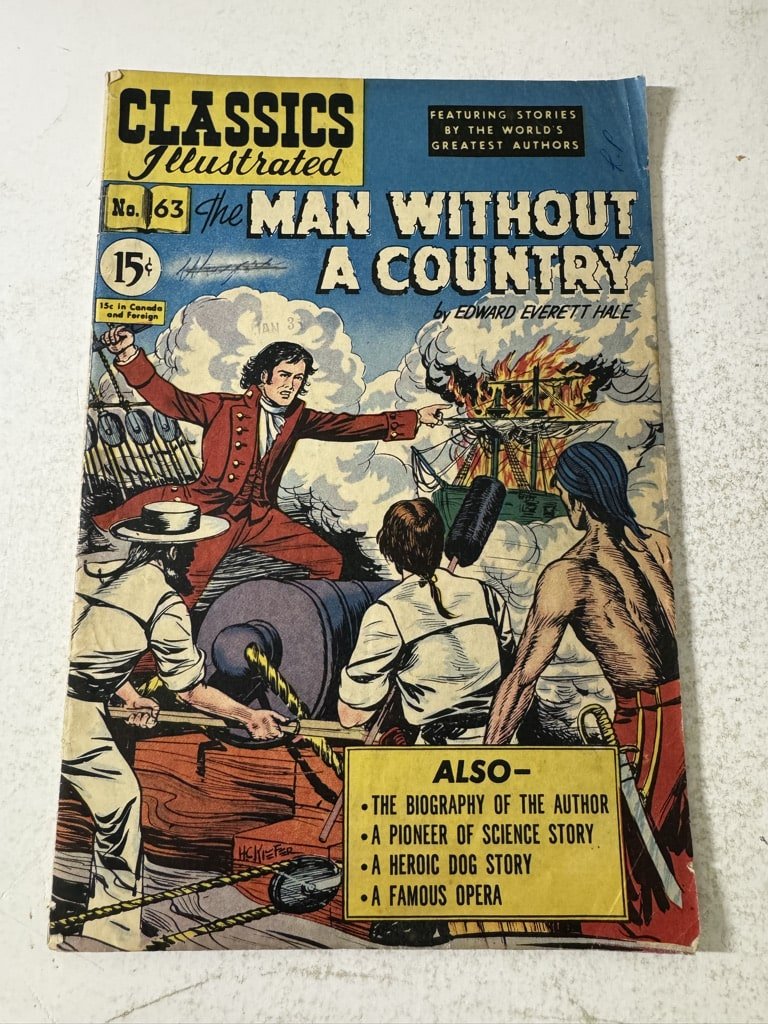 CLASSICS
Illustrated
FEATURING STORIES
BY THE WORLD'S
GREATEST AUTHORS
No. 63
The MAN WITHOUT
A COUNTRY
15¢
by EDWARD EVERETT HALE
15c in Canada
and Foreign
JAN 3
ALSO—
• THE BIOGRAPHY OF THE AUTHOR
• A PIONEER OF SCIENCE STORY
• A HEROIC DOG STORY
• A FAMOUS OPERA
H.C. KIEFER